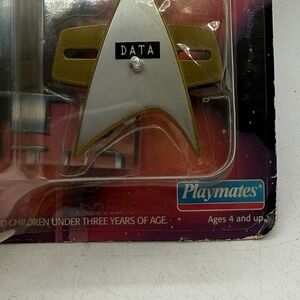 DATA
Playmates®
CHILDREN UNDER THREE YEARS OF AGE.
Ages 4 and up